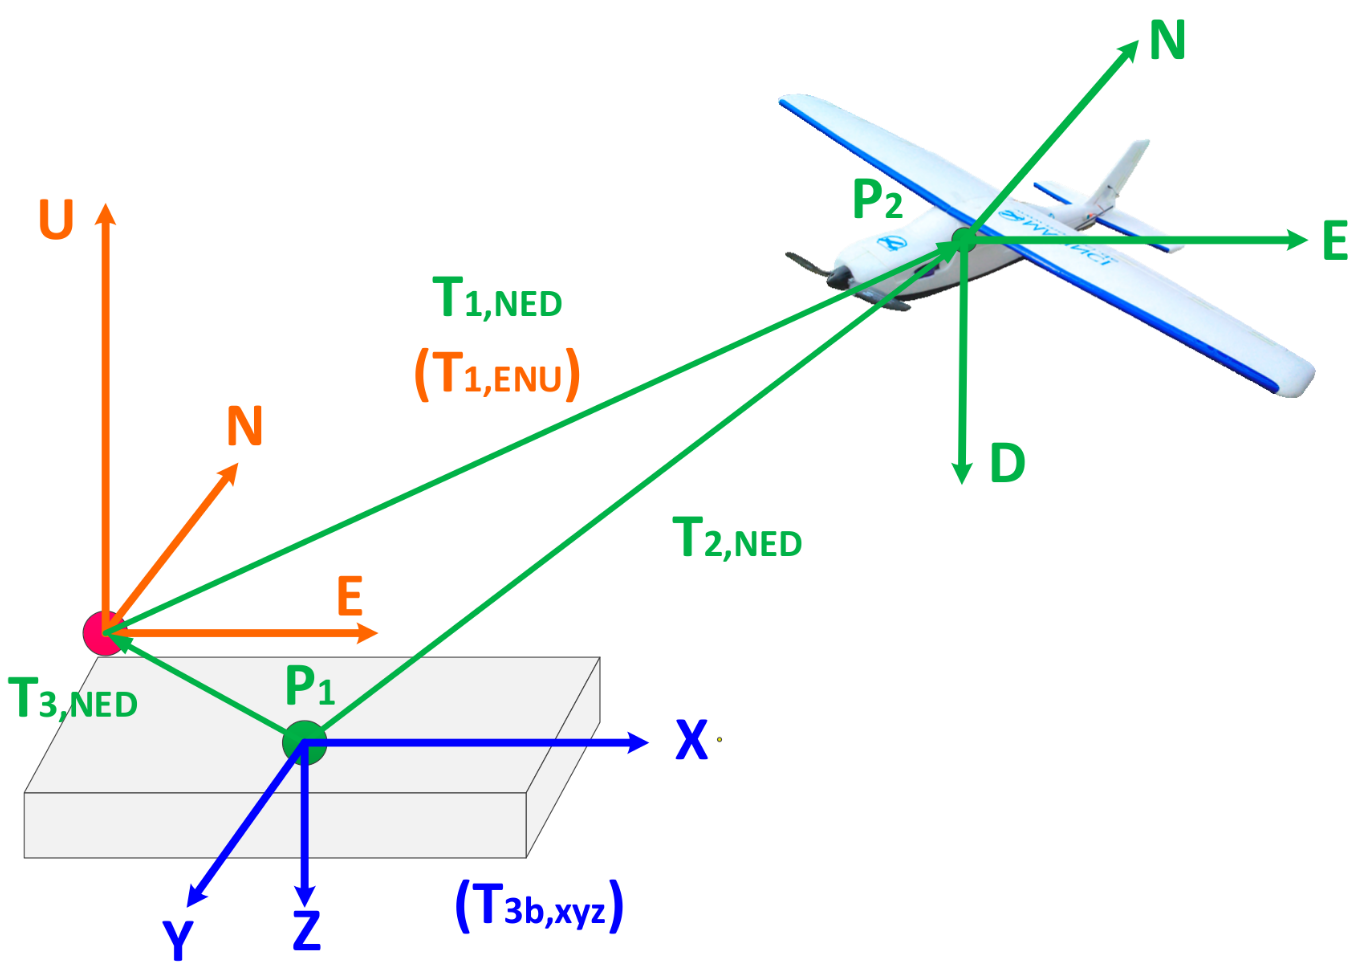 N
P2
E
U
T1,NED
(T1,ENU)
N
D
T2,NED
E
P1
T3,NED
X
(T3b,xyz)
Y
Z